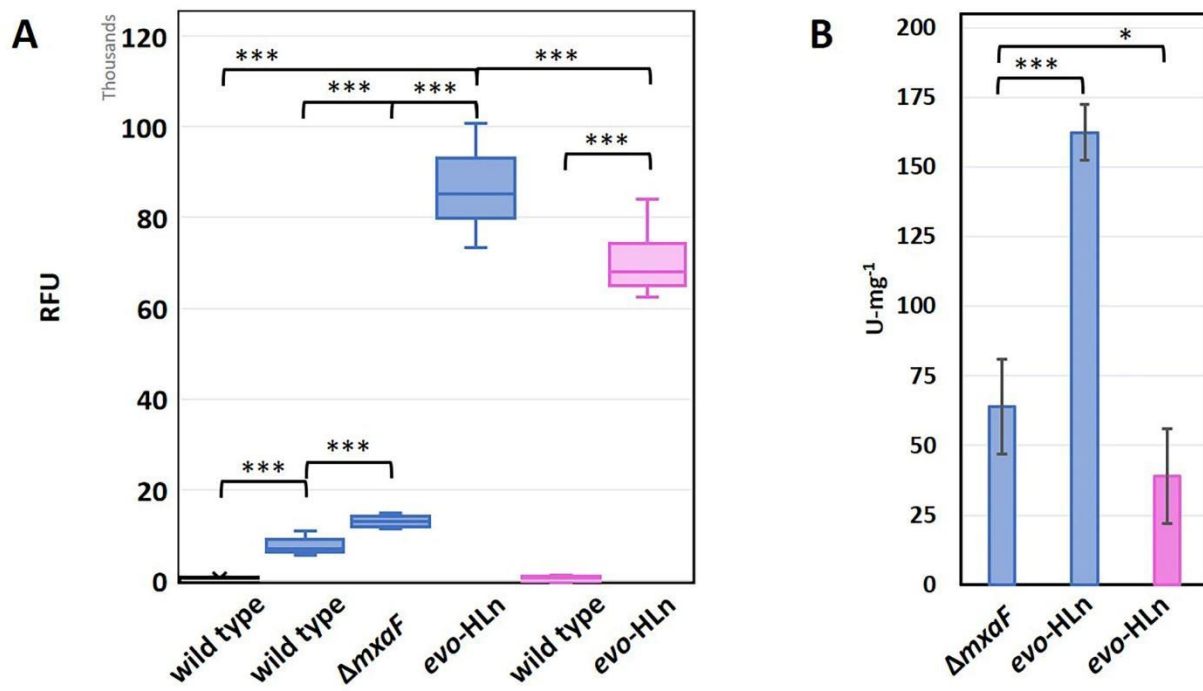 A
Thousands
RFU
120
100
80
60
40
20
0
***
***
***
***
***
***
***
wild type
wild type
ΔmxaF
evo-HLn
wild type
evo-HLn
B
U-mg⁻¹
200
175
150
125
100
75
50
25
0
*
***
ΔmxaF
evo-HLn
evo-HLn